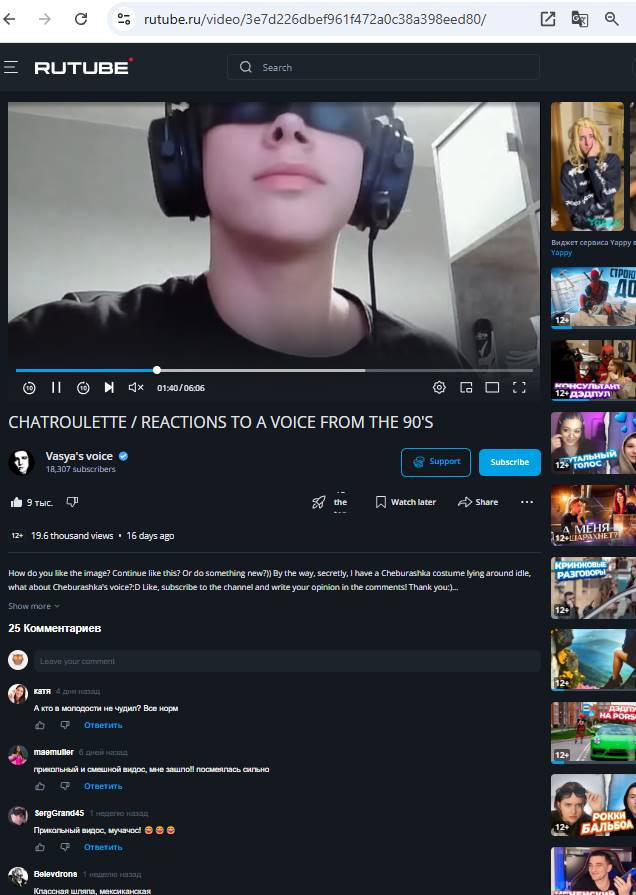 rutube.ru/video/3e7d226dbef961f472a0c38a398eed80/
RUTUBE
Search
01:40 / 06:06
CHATROULETTE / REACTIONS TO A VOICE FROM THE 90'S
Vasya's voice
18,307 subscribers
Support
Subscribe
9 тыс.
the
Watch later
Share
12+ 19.6 thousand views • 16 days ago
How do you like the image? Continue like this? Or do something new?)) By the way, secretly, I have a Cheburashka costume lying around idle,
what about Cheburashka's voice?:D Like, subscribe to the channel and write your opinion in the comments! Thank you:)...
Show more
25 Комментариев
Leave your comment
катя 4 дня назад
А кто в молодости не чудил? Все норм
Ответить
maemuller 6 дней назад
прикольный и смешной видос, мне зашло!! посмеялась сильно
Ответить
SergGrand45 1 неделю назад
Прикольный видос, мучачос!
Ответить
Belevdrons 1 неделю назад
Классная шляпа, мексиканская
Виджет сервиса Yappy
Yappy
СТРОЮ
ДО
12+
КОНСУЛЬТАНТ
ДЭДПУЛ
12+
ГОЛОС
12+
А МЕНЯ
12+
КРИНЖОВЫЕ
РАЗГОВОРЫ
12+
12+
ДЭДПУ
НА PORS
12+
РОККИ
БАЛЬБОА
12+